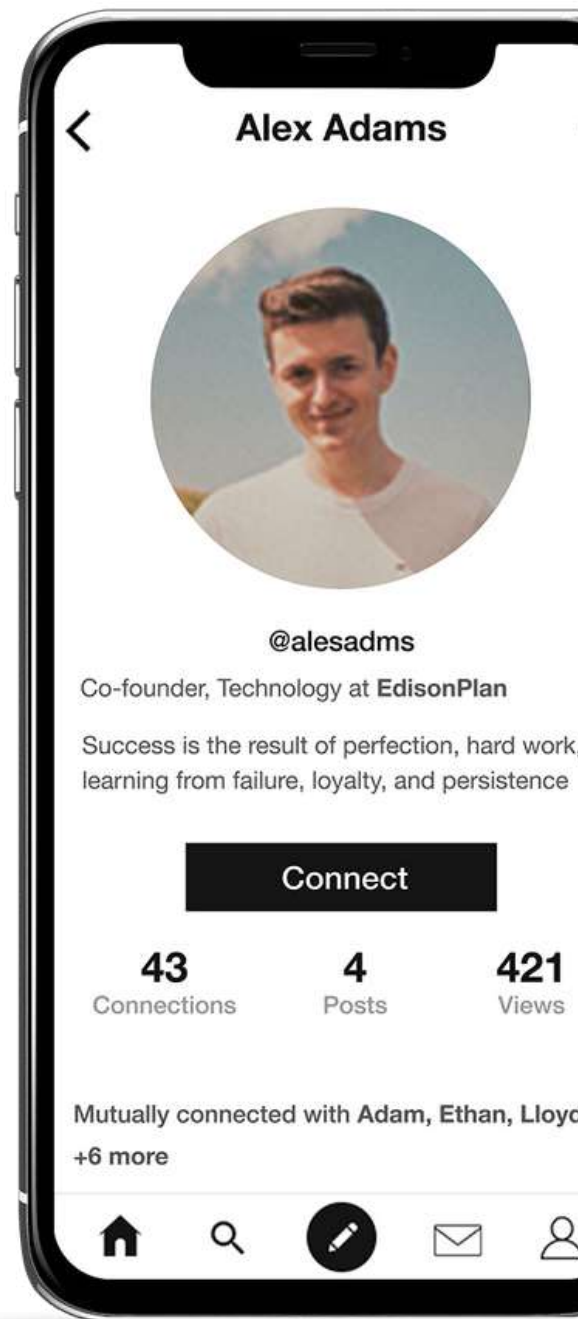 Alex Adams
@alesadms
Co-founder, Technology at EdisonPlan
Success is the result of perfection, hard work,
learning from failure, loyalty, and persistence
Connect
43 4 421
Connections Posts Views
Mutually connected with Adam, Ethan, Lloyd
+6 more